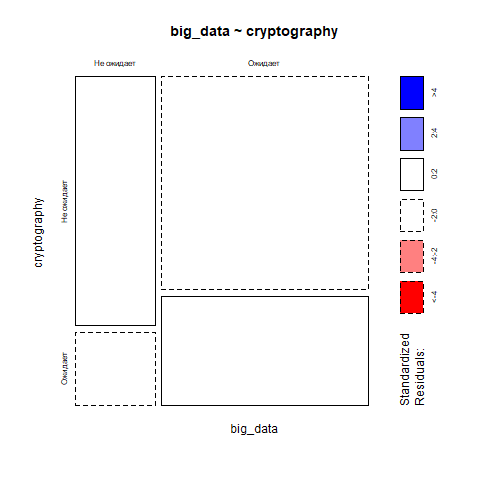 big_data ~ cryptography
Не ожидает
Ожидает
cryptography
Не ожидает
Ожидает
big_data
>4
2:4
0:2
-2:0
-4:-2
<-4
Standardized
Residuals: